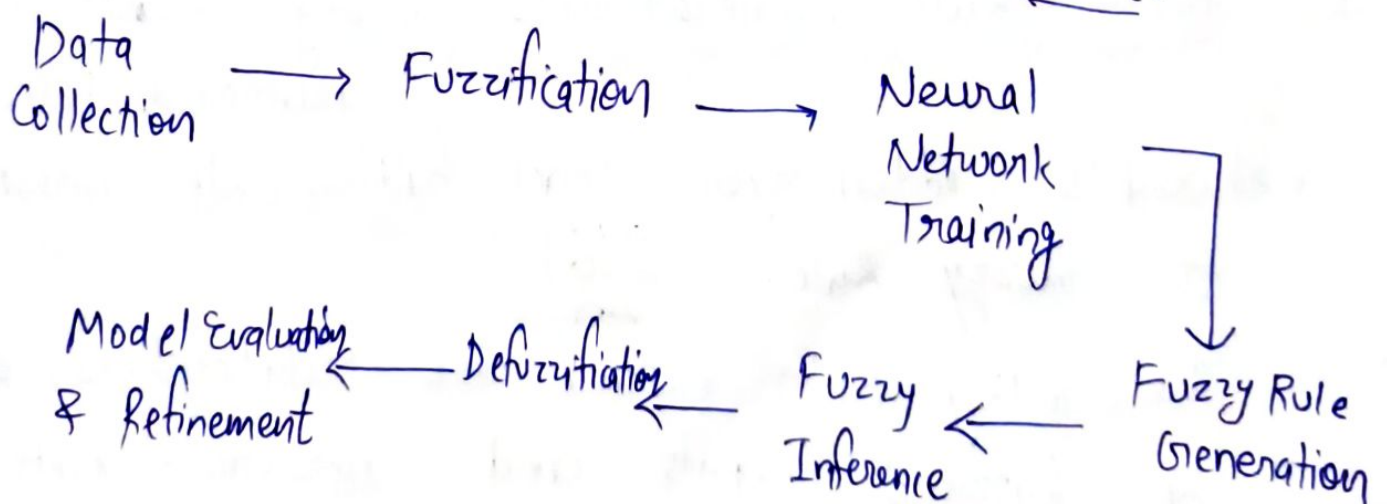 Data
Collection
Fuzzification
Neural
Network
Training
Fuzzy Rule
Generation
Fuzzy
Inference
Defuzzification
Model Evaluation
& Refinement